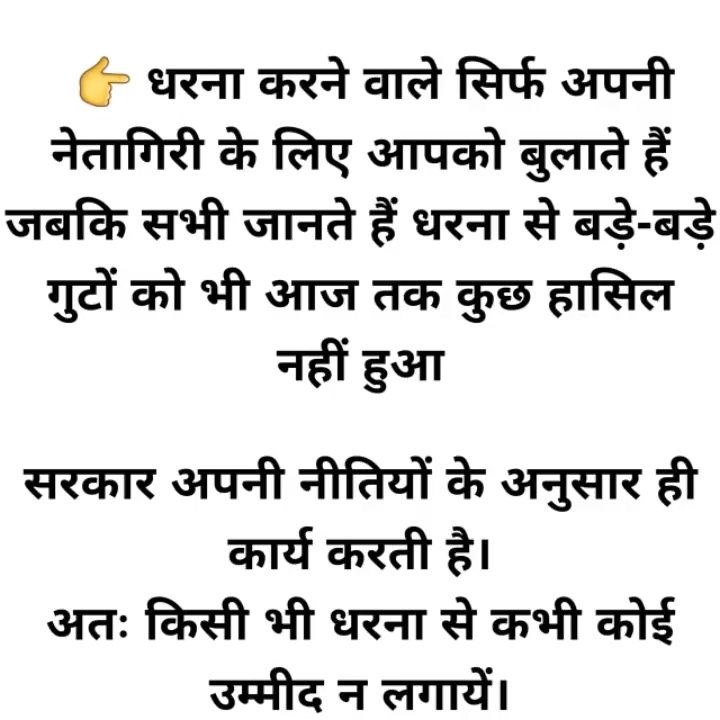 👉 धरना करने वाले सिर्फ अपनी
नेतागिरी के लिए आपको बुलाते हैं
जबकि सभी जानते हैं धरना से बड़े-बड़े
गुटों को भी आज तक कुछ हासिल
नहीं हुआ
सरकार अपनी नीतियों के अनुसार ही
कार्य करती है।
अतः किसी भी धरना से कभी कोई
उम्मीद न लगायें।